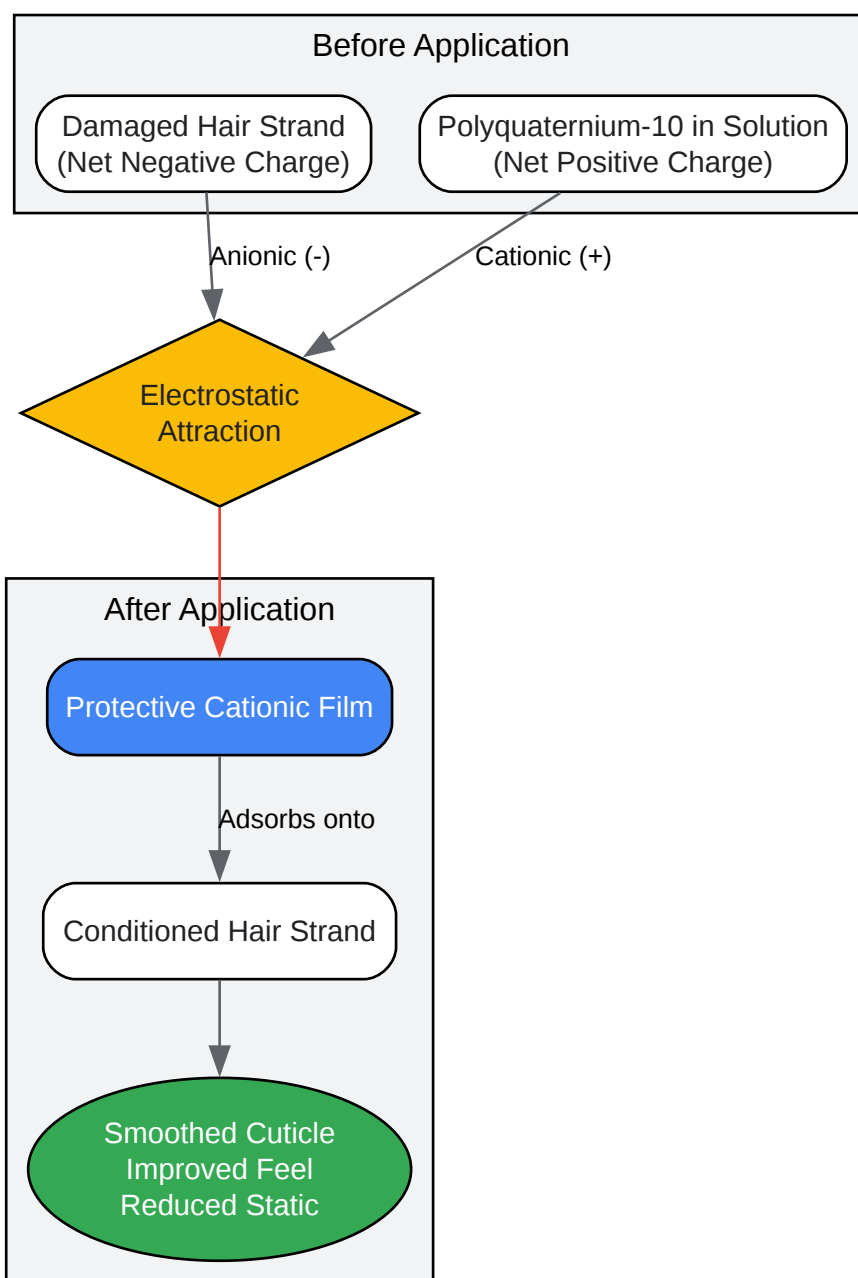 Before Application
Damaged Hair Strand
(Net Negative Charge)
Polyquaternium-10 in Solution
(Net Positive Charge)
Anionic (-)
Cationic (+)
Electrostatic
Attraction
After Application
Protective Cationic Film
Adsorbs onto
Conditioned Hair Strand
Smoothed Cuticle
Improved Feel
Reduced Static